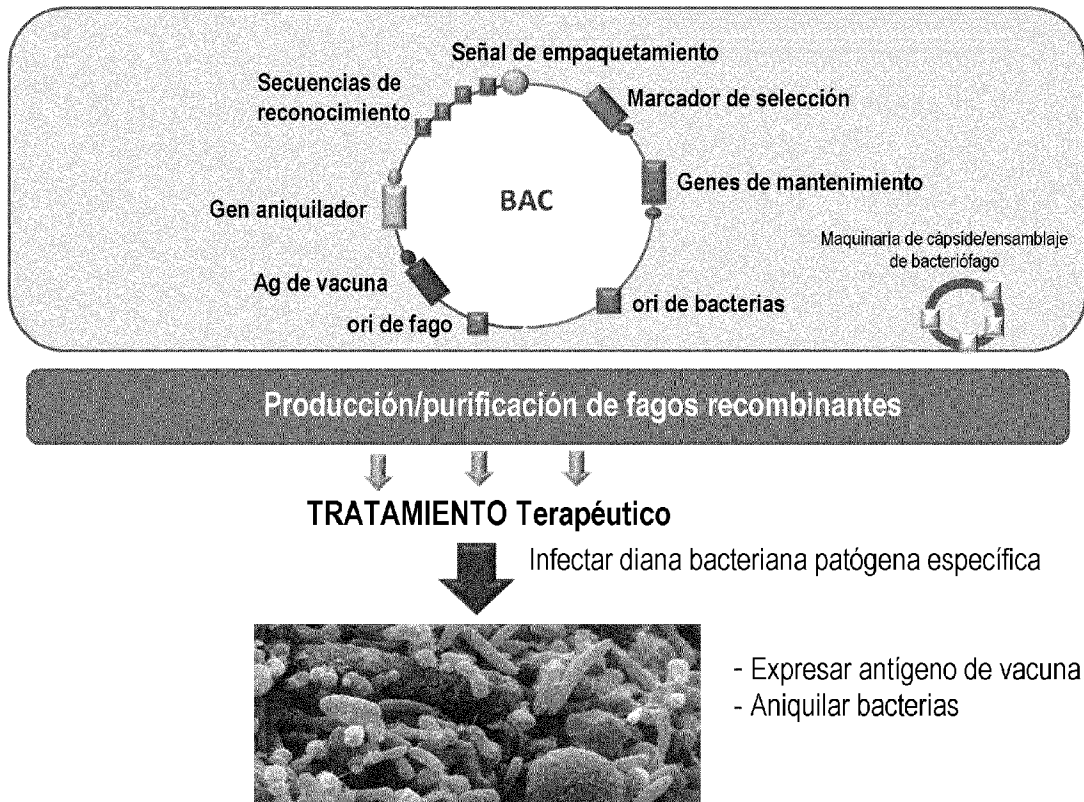 Señal de empaquetamiento
Secuencias de
reconocimiento
Marcador de selección
BAC
Genes de mantenimiento
Gen aniquilador
Maquinaria de cápside/ensamblaje
de bacteriófago
Ag de vacuna
ori de bacterias
ori de fago
Producción/purificación de fagos recombinantes
TRATAMIENTO Terapéutico
Infectar diana bacteriana patógena específica
- Expresar antígeno de vacuna
- Aniquilar bacterias